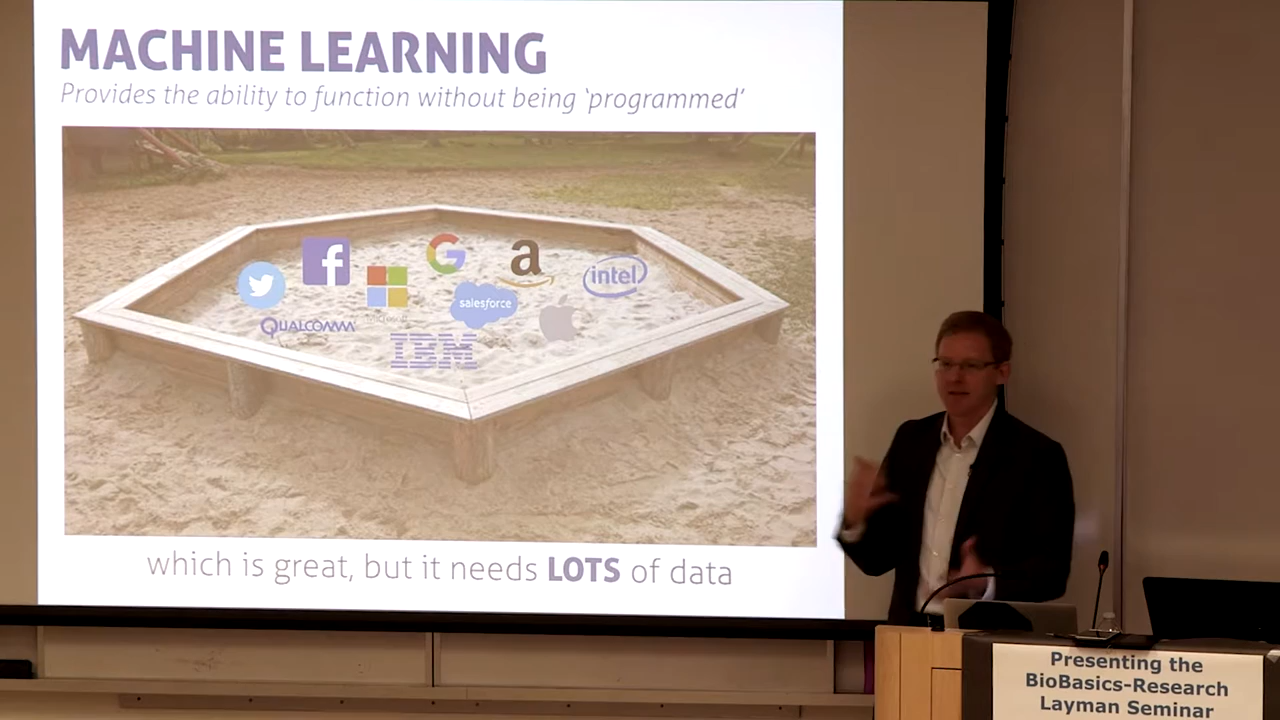 MACHINE LEARNING
Provides the ability to function without being 'programmed'
f
G
a
intel
Microsoft
salesforce
QUALCOMM
IBM
which is great, but it needs LOTS of data
Presenting the
BioBasics-Research
Layman Seminar